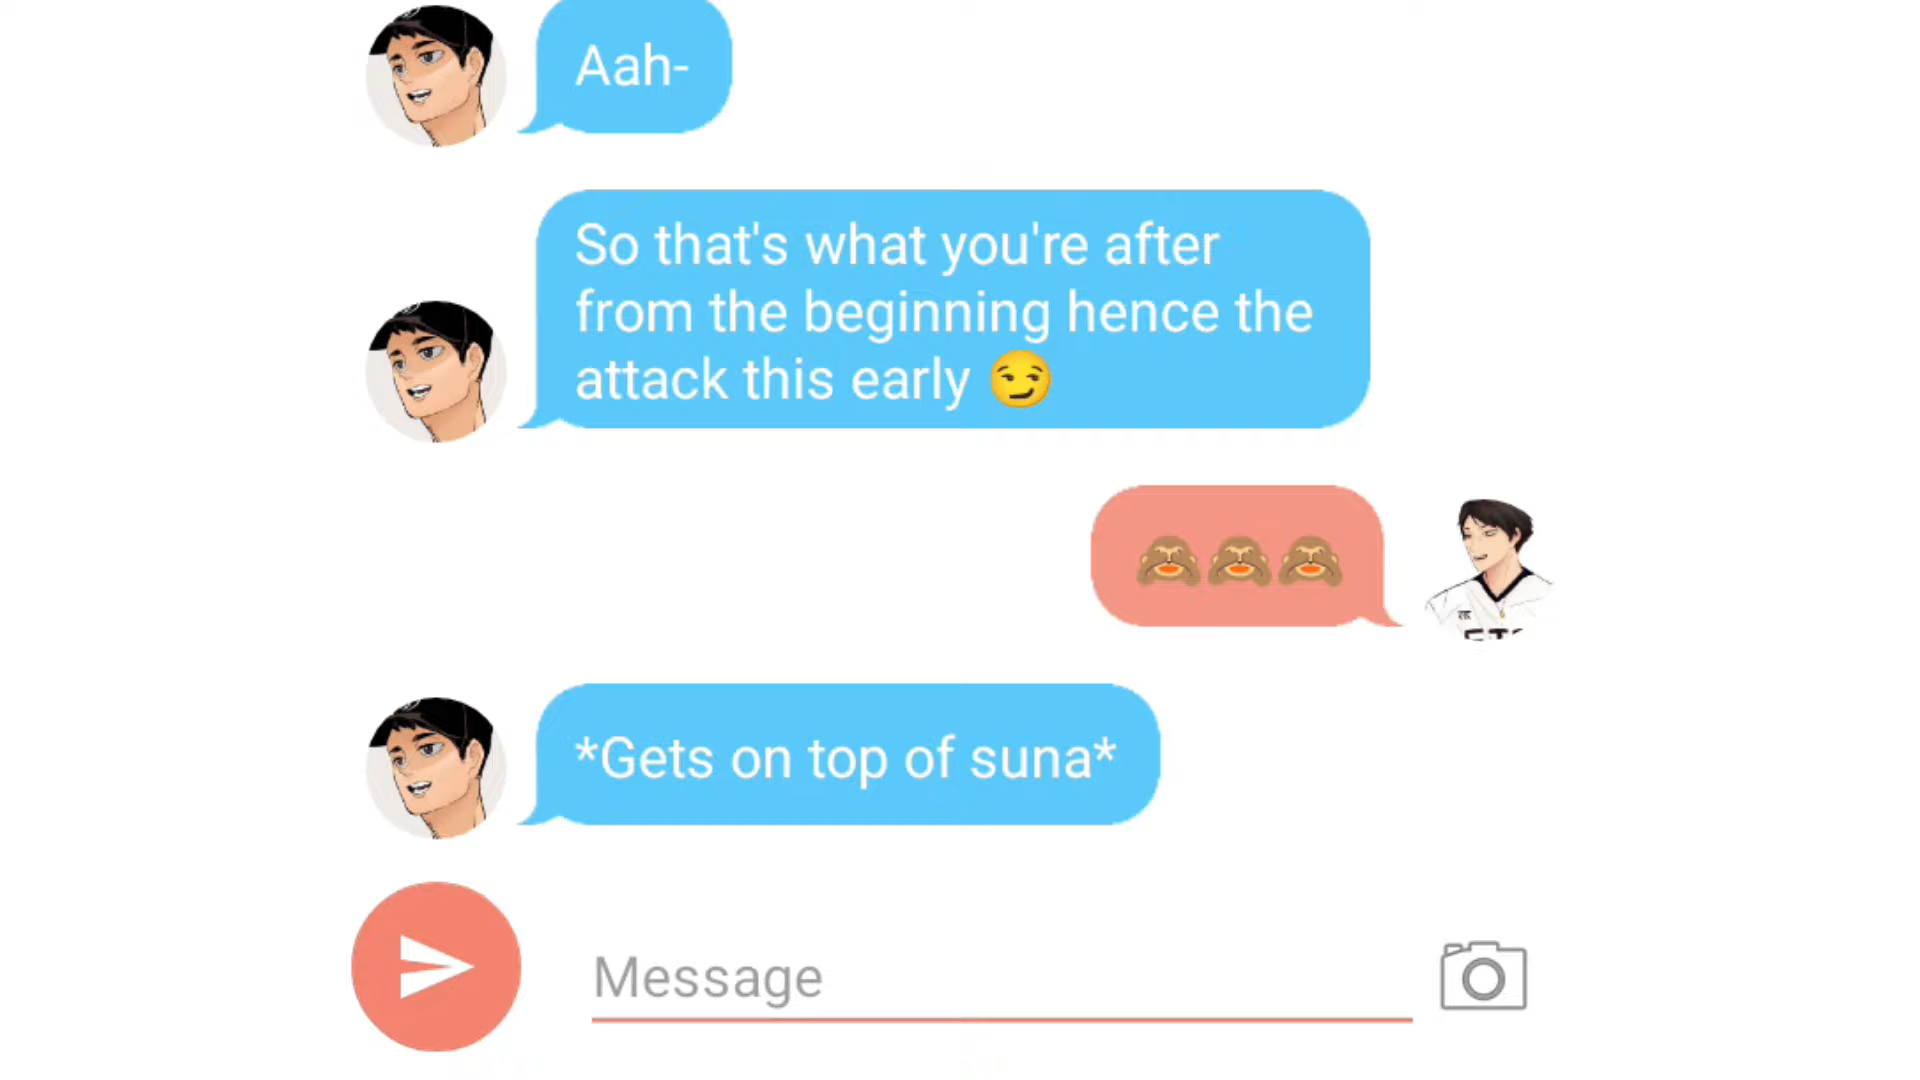 Aah-
So that's what you're after
from the beginning hence the
attack this early 😏
🙈🙈🙈
*Gets on top of suna*
Message